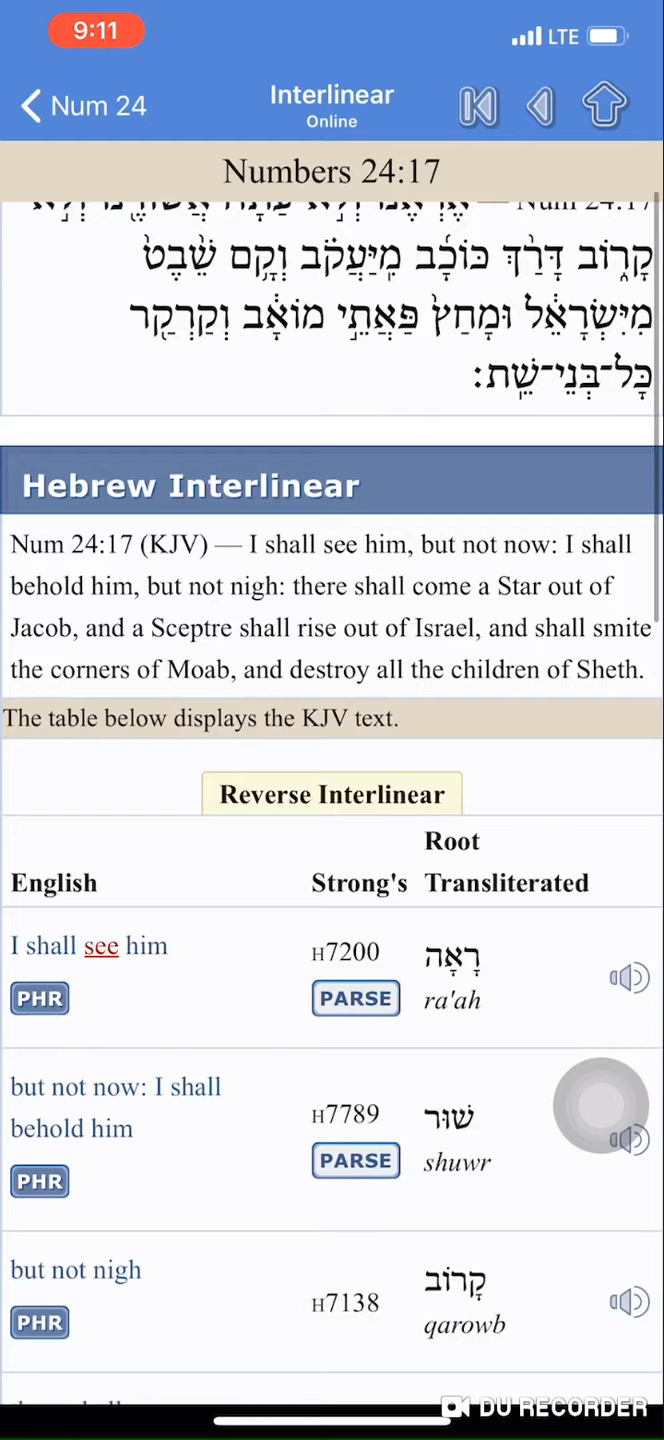 9:11
LTE
Num 24
Interlinear
Online
Numbers 24:17
Num 24:17 — אֶרְאֶ֙נּוּ֙ וְלֹ֣א עַתָּ֔ה אֲשׁוּרֶ֖נּוּ וְלֹ֣א
קָר֑וֹב דָּרַ֨ךְ כּוֹכָ֜ב מִֽיַּעֲקֹ֗ב וְקָ֥ם שֵׁ֙בֶט֙
מִיִּשְׂרָאֵ֔ל וּמָחַץ֙ פַּאֲתֵ֣י מוֹאָ֔ב וְקַרְקַ֖ר
כָּל־בְּנֵי־שֵֽׁת׃
Hebrew Interlinear
Num 24:17 (KJV) — I shall see him, but not now: I shall
behold him, but not nigh: there shall come a Star out of
Jacob, and a Sceptre shall rise out of Israel, and shall smite
the corners of Moab, and destroy all the children of Sheth.
The table below displays the KJV text.
Reverse Interlinear
English Strong's Root Transliterated
I shall see him H7200 רָאָה
PHR PARSE ra'ah
but not now: I shall
behold him H7789 שׁוּר
PHR PARSE shuwr
but not nigh H7138 קָרוֹב
PHR qarowb
DU RECORDER